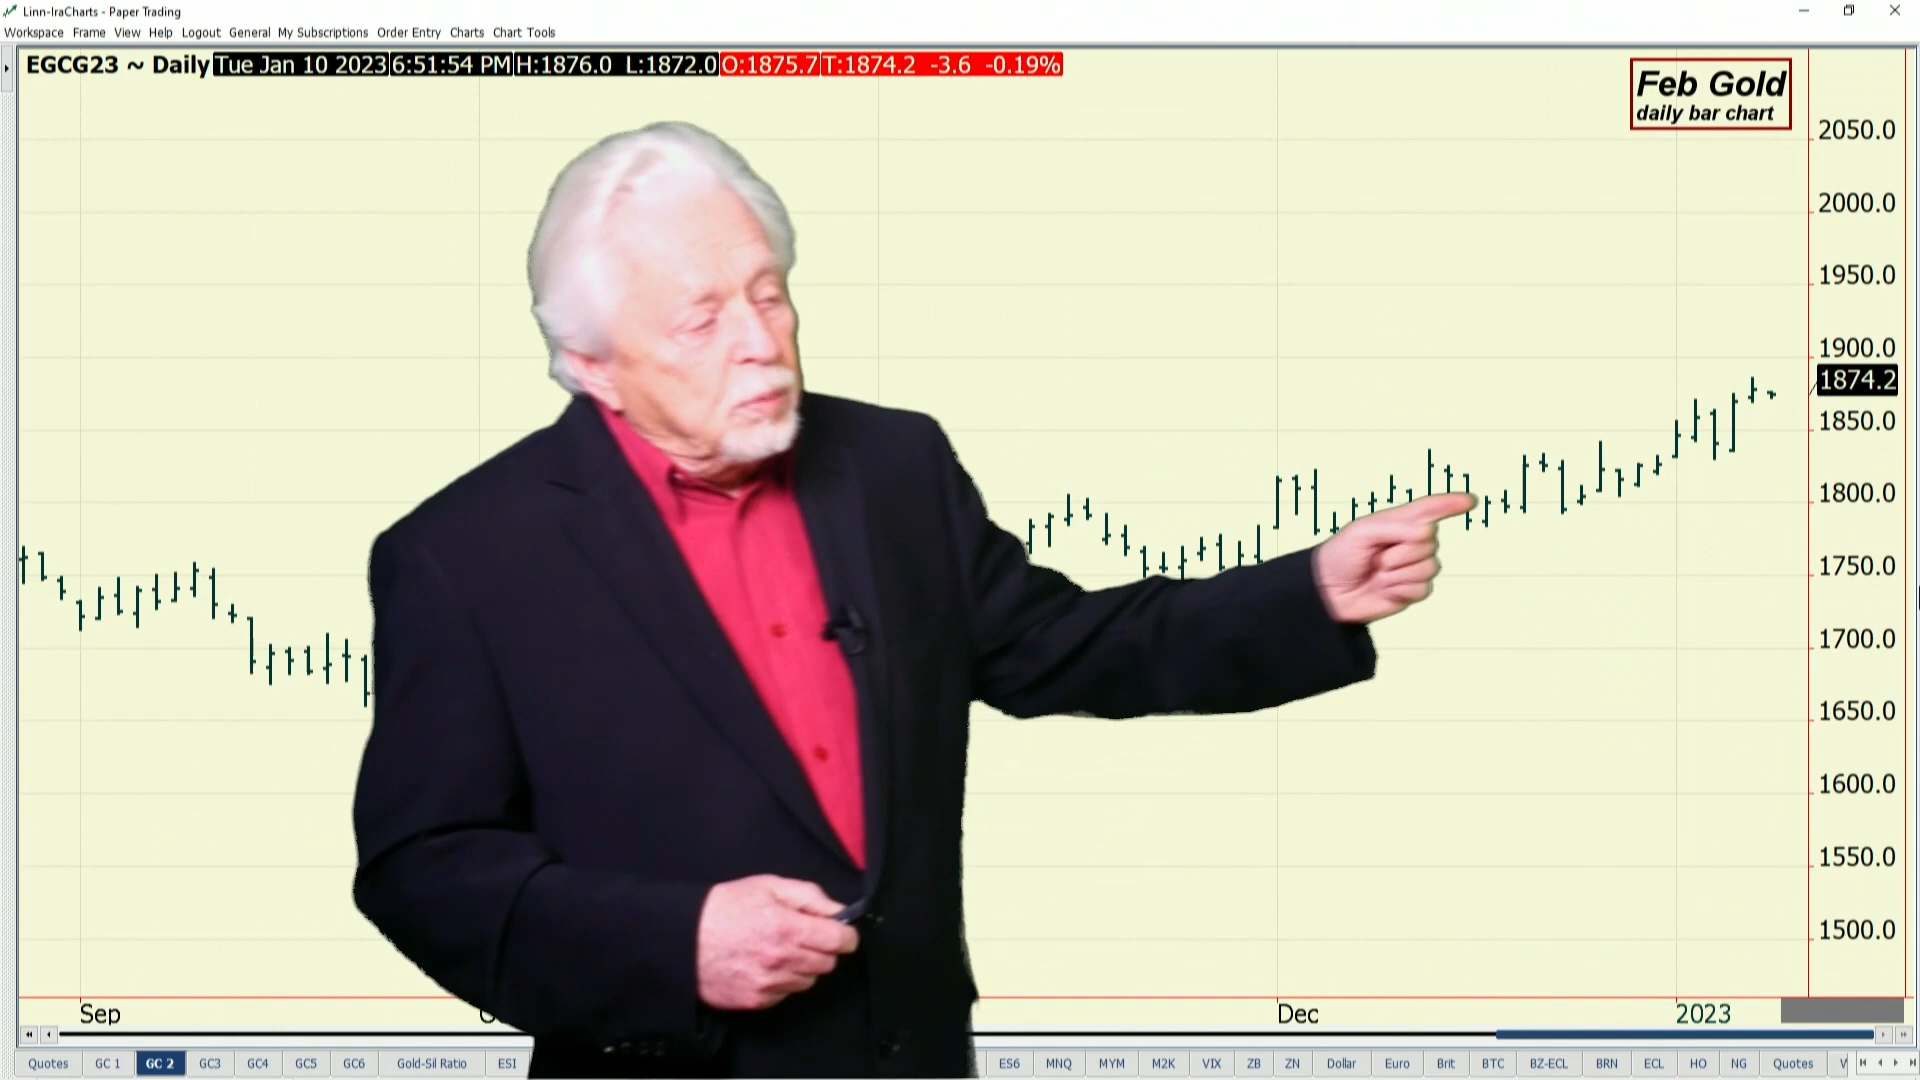 Linn-IraCharts - Paper Trading
Workspace Frame View Help Logout General My Subscriptions Order Entry Charts Chart Tools
EGCG23 ~ Daily Tue Jan 10 2023 6:51:54 PM H:1876.0 L:1872.0 O:1875.7 T:1874.2 -3.6 -0.19%
Feb Gold
daily bar chart
2050.0
2000.0
1950.0
1900.0
1874.2
1850.0
1800.0
1750.0
1700.0
1650.0
1600.0
1550.0
1500.0
Sep Dec 2023
Quotes GC 1 GC 2 GC3 GC4 GC5 GC6 Gold-Sil Ratio ESI ES6 MNQ MYM M2K VIX ZB ZN Dollar Euro Brit BTC BZ-ECL BRN ECL HO NG Quotes